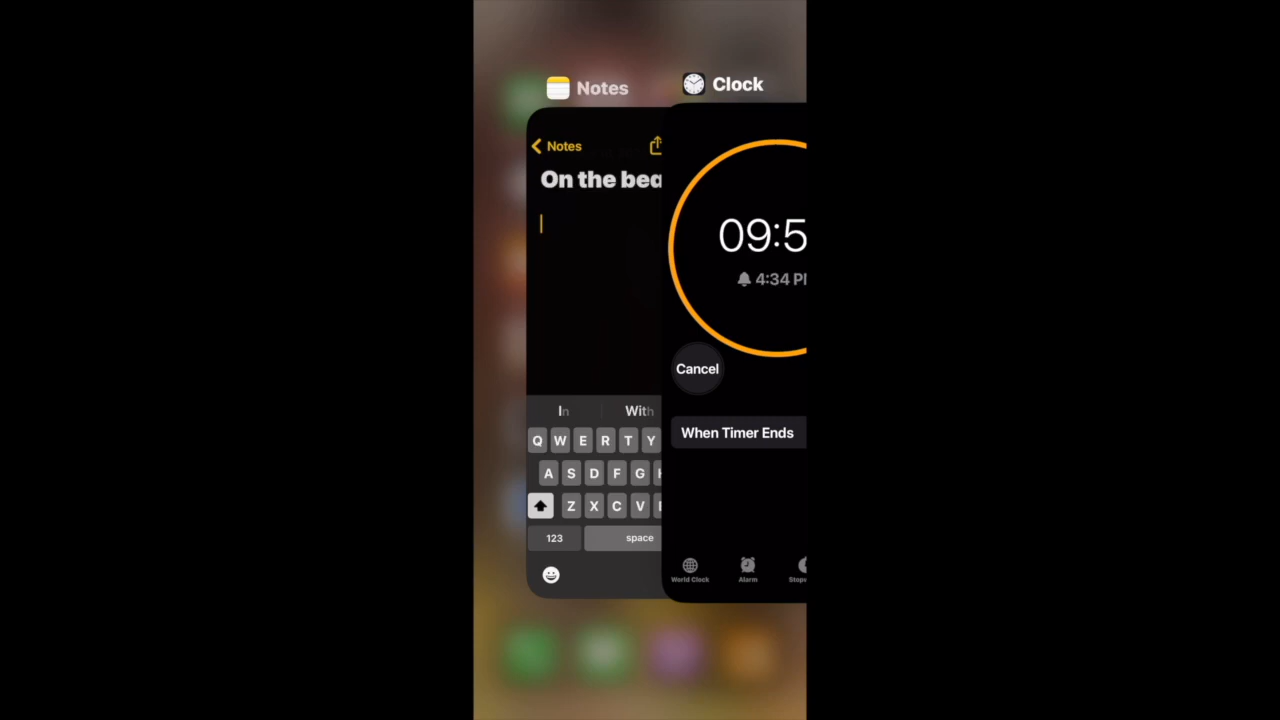 Notes
Clock
Notes
On the bea
09:5
4:34 P
Cancel
In
With
When Timer Ends
Q W E R T Y
A S D F G
Z X C V
123
space
World Clock
Alarm
Stop